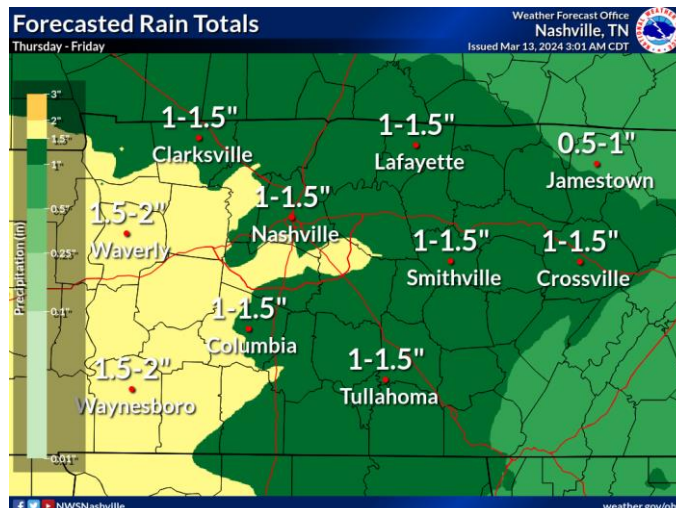 Forecasted Rain Totals
Thursday - Friday
Weather Forecast Office
Nashville, TN
Issued Mar 13, 2024 3:01 AM CDT
3"
2"
1.5"
1"
0.5"
0.25"
0.1"
0.01"
Precipitation (in)
1-1.5"
Clarksville
1-1.5"
Lafayette
0.5-1"
Jamestown
1.5-2"
Waverly
1-1.5"
Nashville
1-1.5"
Smithville
1-1.5"
Crossville
1-1.5"
Columbia
1.5-2"
Waynesboro
1-1.5"
Tullahoma
NWSNashville
weather.gov/oh